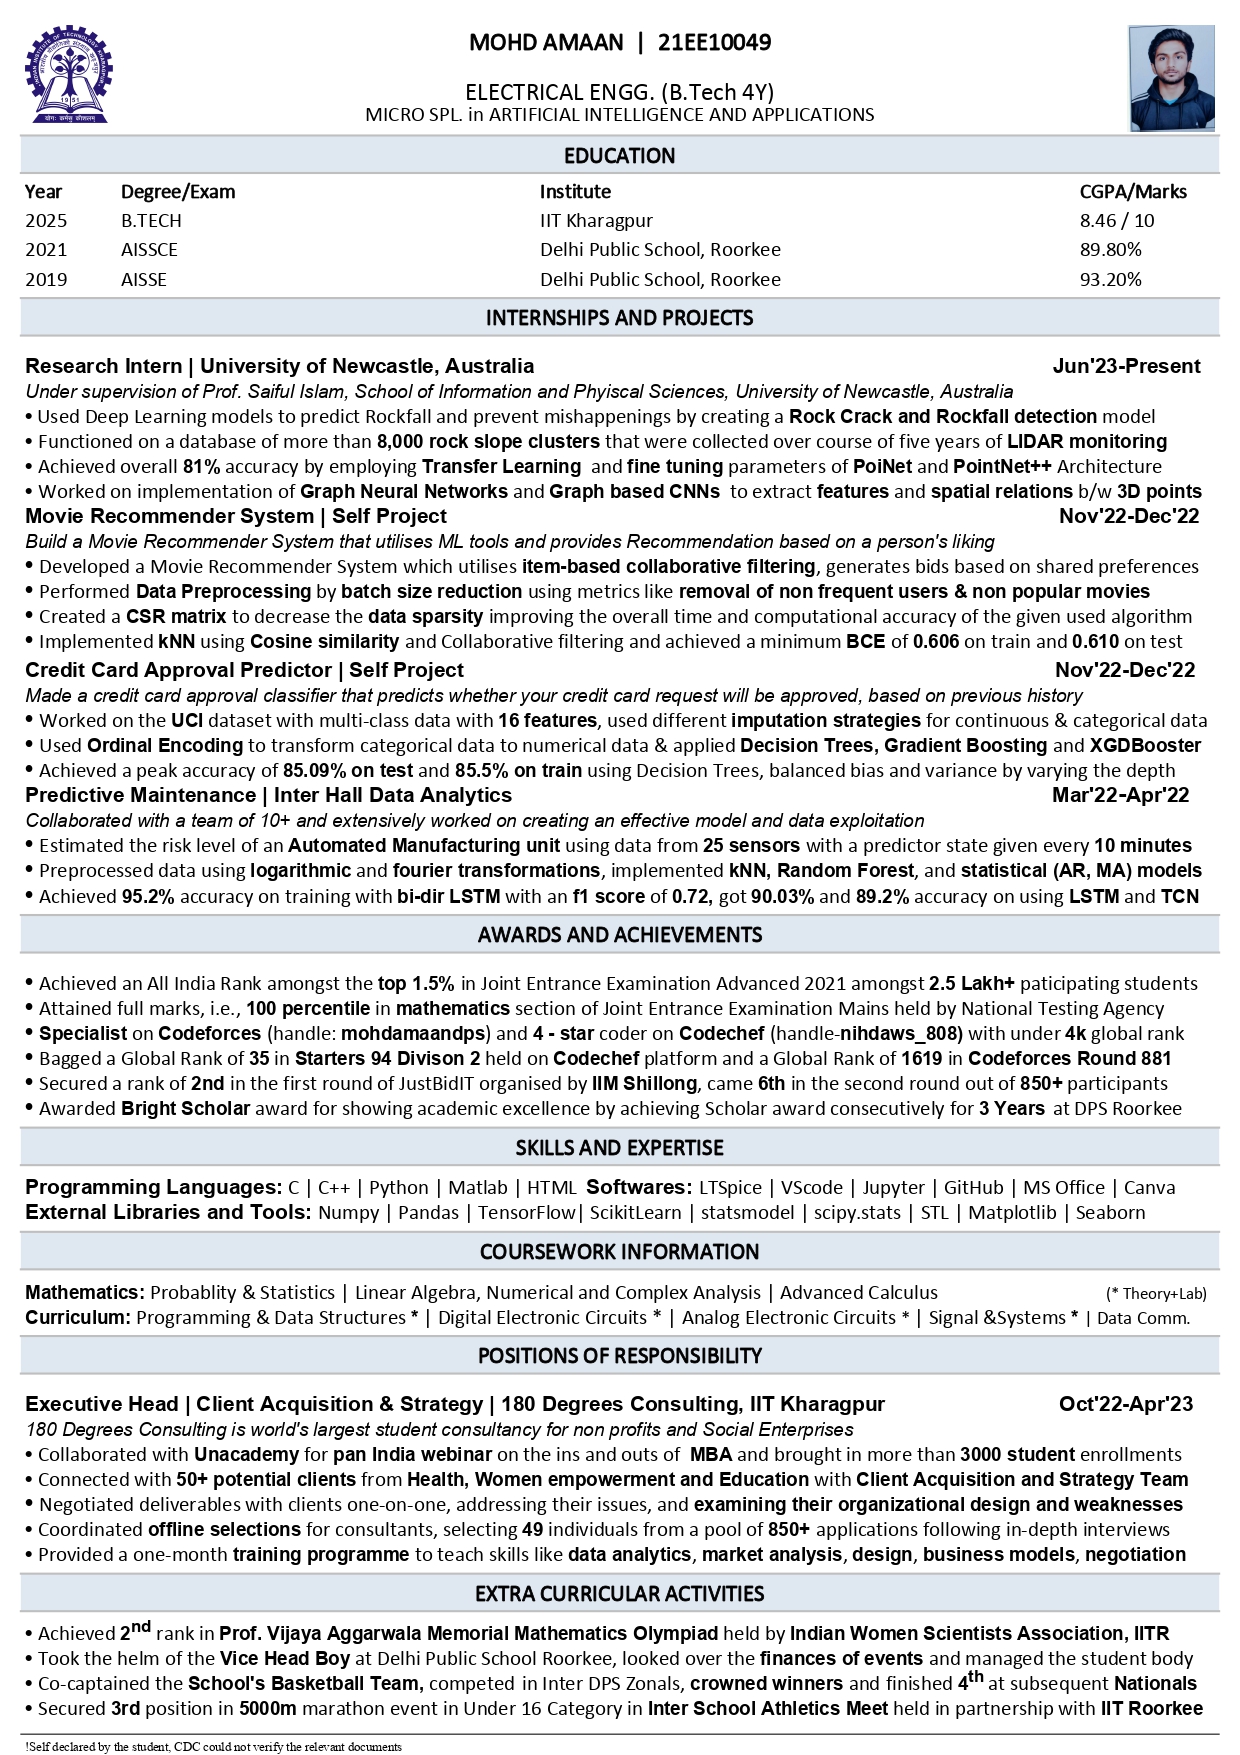 MOHD AMAAN | 21EE10049
ELECTRICAL ENGG. (B.Tech 4Y)
MICRO SPL. in ARTIFICIAL INTELLIGENCE AND APPLICATIONS
INDIAN INSTITUTE OF TECHNOLOGY KHARAGPUR
1951
योगः कर्मसु कौशलम्
EDUCATION
Year Degree/Exam Institute CGPA/Marks
2025 B.TECH IIT Kharagpur 8.46 / 10
2021 AISSCE Delhi Public School, Roorkee 89.80%
2019 AISSE Delhi Public School, Roorkee 93.20%
INTERNSHIPS AND PROJECTS
Research Intern | University of Newcastle, Australia Jun'23-Present
Under supervision of Prof. Saiful Islam, School of Information and Phyiscal Sciences, University of Newcastle, Australia
• Used Deep Learning models to predict Rockfall and prevent mishappenings by creating a Rock Crack and Rockfall detection model
• Functioned on a database of more than 8,000 rock slope clusters that were collected over course of five years of LIDAR monitoring
• Achieved overall 81% accuracy by employing Transfer Learning and fine tuning parameters of PoiNet and PointNet++ Architecture
• Worked on implementation of Graph Neural Networks and Graph based CNNs to extract features and spatial relations b/w 3D points
Movie Recommender System | Self Project Nov'22-Dec'22
Build a Movie Recommender System that utilises ML tools and provides Recommendation based on a person's liking
• Developed a Movie Recommender System which utilises item-based collaborative filtering, generates bids based on shared preferences
• Performed Data Preprocessing by batch size reduction using metrics like removal of non frequent users & non popular movies
• Created a CSR matrix to decrease the data sparsity improving the overall time and computational accuracy of the given used algorithm
• Implemented kNN using Cosine similarity and Collaborative filtering and achieved a minimum BCE of 0.606 on train and 0.610 on test
Credit Card Approval Predictor | Self Project Nov'22-Dec'22
Made a credit card approval classifier that predicts whether your credit card request will be approved, based on previous history
• Worked on the UCI dataset with multi-class data with 16 features, used different imputation strategies for continuous & categorical data
• Used Ordinal Encoding to transform categorical data to numerical data & applied Decision Trees, Gradient Boosting and XGDBooster
• Achieved a peak accuracy of 85.09% on test and 85.5% on train using Decision Trees, balanced bias and variance by varying the depth
Predictive Maintenance | Inter Hall Data Analytics Mar'22-Apr'22
Collaborated with a team of 10+ and extensively worked on creating an effective model and data exploitation
• Estimated the risk level of an Automated Manufacturing unit using data from 25 sensors with a predictor state given every 10 minutes
• Preprocessed data using logarithmic and fourier transformations, implemented kNN, Random Forest, and statistical (AR, MA) models
• Achieved 95.2% accuracy on training with bi-dir LSTM with an f1 score of 0.72, got 90.03% and 89.2% accuracy on using LSTM and TCN
AWARDS AND ACHIEVEMENTS
• Achieved an All India Rank amongst the top 1.5% in Joint Entrance Examination Advanced 2021 amongst 2.5 Lakh+ paticipating students
• Attained full marks, i.e., 100 percentile in mathematics section of Joint Entrance Examination Mains held by National Testing Agency
• Specialist on Codeforces (handle: mohdamaandps) and 4 - star coder on Codechef (handle-nihdaws_808) with under 4k global rank
• Bagged a Global Rank of 35 in Starters 94 Divison 2 held on Codechef platform and a Global Rank of 1619 in Codeforces Round 881
• Secured a rank of 2nd in the first round of JustBidIT organised by IIM Shillong, came 6th in the second round out of 850+ participants
• Awarded Bright Scholar award for showing academic excellence by achieving Scholar award consecutively for 3 Years at DPS Roorkee
SKILLS AND EXPERTISE
Programming Languages: C | C++ | Python | Matlab | HTML Softwares: LTSpice | VScode | Jupyter | GitHub | MS Office | Canva
External Libraries and Tools: Numpy | Pandas | TensorFlow| ScikitLearn | statsmodel | scipy.stats | STL | Matplotlib | Seaborn
COURSEWORK INFORMATION
Mathematics: Probablity & Statistics | Linear Algebra, Numerical and Complex Analysis | Advanced Calculus (* Theory+Lab)
Curriculum: Programming & Data Structures * | Digital Electronic Circuits * | Analog Electronic Circuits * | Signal &Systems * | Data Comm.
POSITIONS OF RESPONSIBILITY
Executive Head | Client Acquisition & Strategy | 180 Degrees Consulting, IIT Kharagpur Oct'22-Apr'23
180 Degrees Consulting is world's largest student consultancy for non profits and Social Enterprises
• Collaborated with Unacademy for pan India webinar on the ins and outs of MBA and brought in more than 3000 student enrollments
• Connected with 50+ potential clients from Health, Women empowerment and Education with Client Acquisition and Strategy Team
• Negotiated deliverables with clients one-on-one, addressing their issues, and examining their organizational design and weaknesses
• Coordinated offline selections for consultants, selecting 49 individuals from a pool of 850+ applications following in-depth interviews
• Provided a one-month training programme to teach skills like data analytics, market analysis, design, business models, negotiation
EXTRA CURRICULAR ACTIVITIES
• Achieved 2nd rank in Prof. Vijaya Aggarwala Memorial Mathematics Olympiad held by Indian Women Scientists Association, IITR
• Took the helm of the Vice Head Boy at Delhi Public School Roorkee, looked over the finances of events and managed the student body
• Co-captained the School's Basketball Team, competed in Inter DPS Zonals, crowned winners and finished 4th at subsequent Nationals
• Secured 3rd position in 5000m marathon event in Under 16 Category in Inter School Athletics Meet held in partnership with IIT Roorkee
!Self declared by the student, CDC could not verify the relevant documents